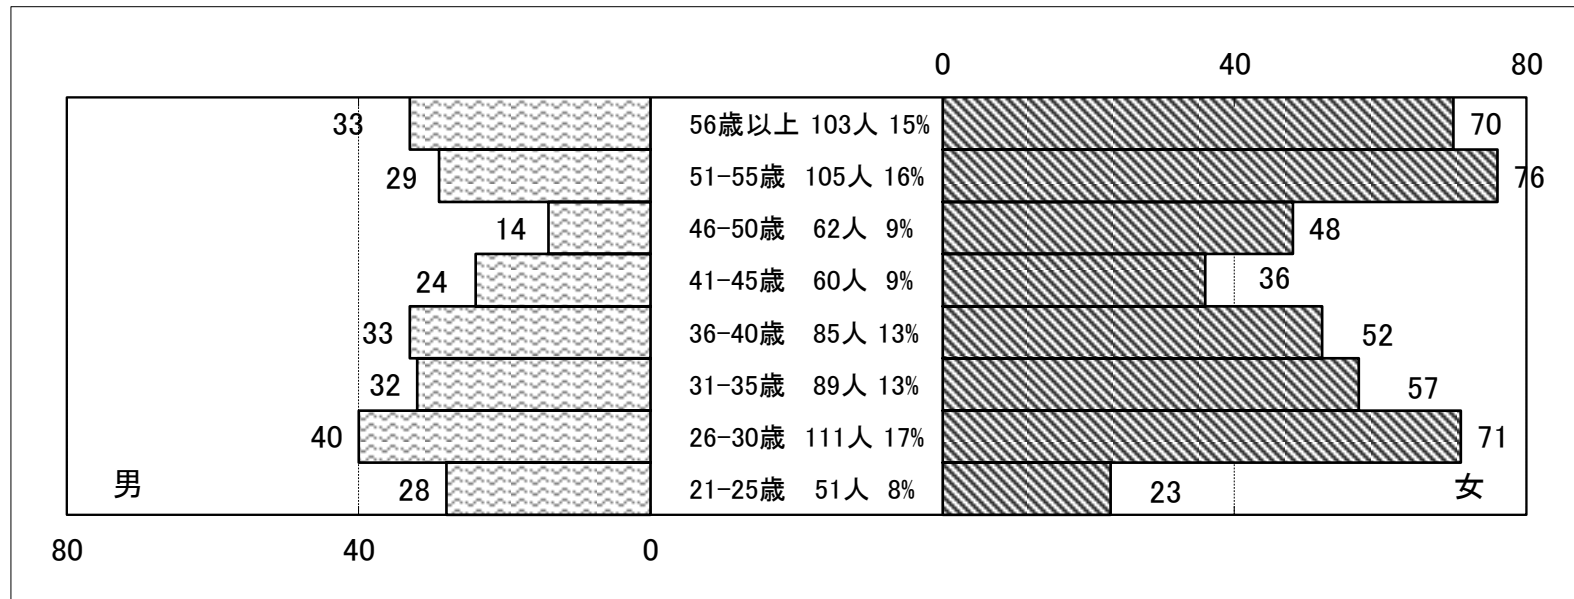 0 40 80
33 56歳以上 103人 15% 70
29 51-55歳 105人 16% 76
14 46-50歳 62人 9% 48
24 41-45歳 60人 9% 36
33 36-40歳 85人 13% 52
32 31-35歳 89人 13% 57
40 26-30歳 111人 17% 71
男 28 21-25歳 51人 8% 23 女
80 40 0